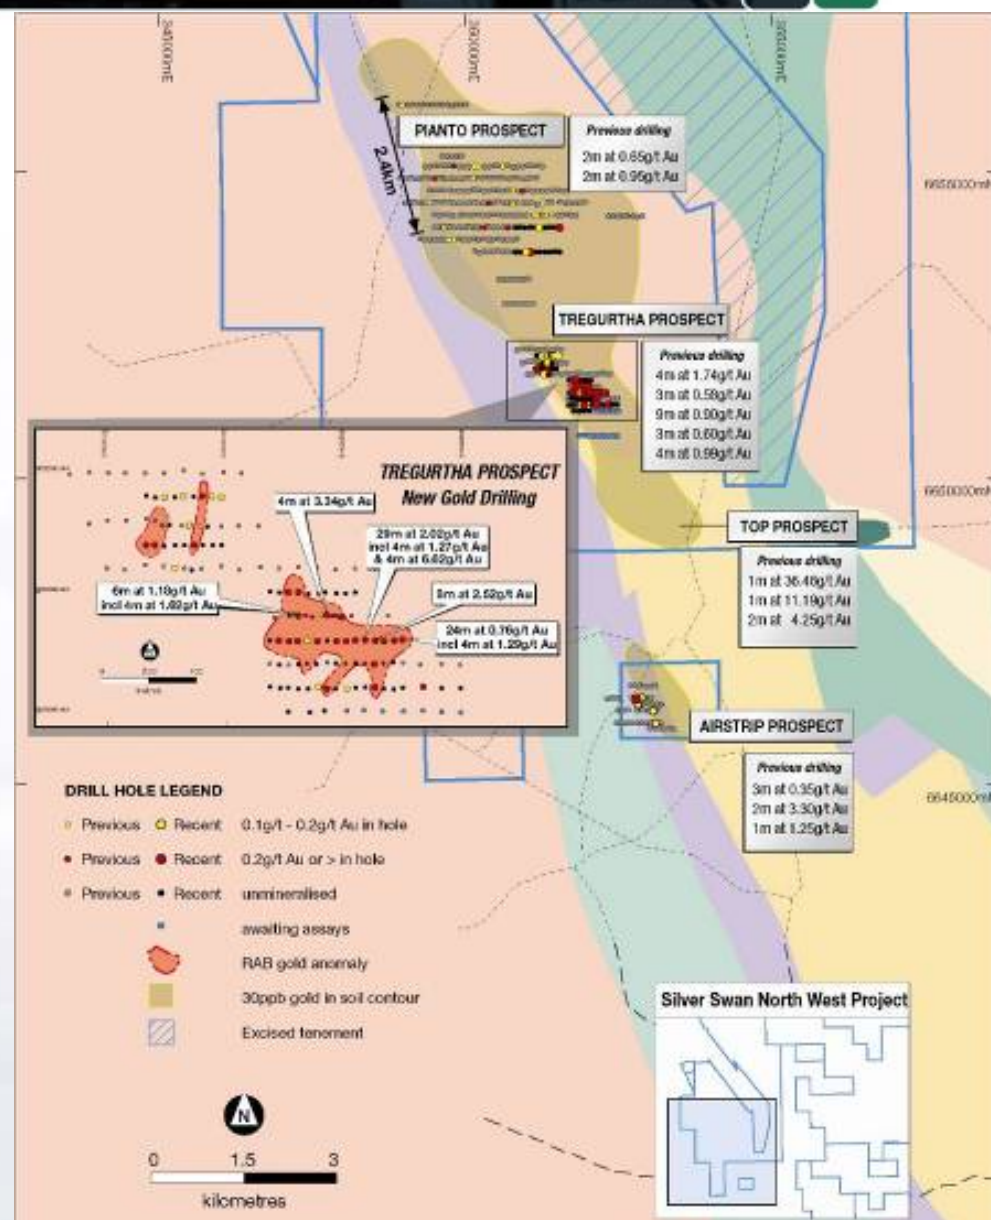 PIANTO PROSPECT
Previous drilling
2m at 0.65g/t Au
2m at 0.95g/t Au
2.4km
6655000mN
TREGURTHA PROSPECT
Previous drilling
4m at 1.74g/t Au
3m at 0.58g/t Au
9m at 0.90g/t Au
3m at 0.60g/t Au
4m at 0.99g/t Au
TREGURTHA PROSPECT
New Gold Drilling
4m at 3.34g/t Au
29m at 2.02g/t Au
incl 4m at 1.27g/t Au
& 4m at 6.62g/t Au
6m at 1.19g/t Au
incl 4m at 1.62g/t Au
5m at 2.52g/t Au
24m at 0.76g/t Au
incl 4m at 1.29g/t Au
metres
6650000mN
TOP PROSPECT
Previous drilling
1m at 36.48g/t Au
1m at 11.19g/t Au
2m at 4.25g/t Au
AIRSTRIP PROSPECT
Previous drilling
3m at 0.35g/t Au
2m at 3.30g/t Au
1m at 1.25g/t Au
6645000mN
DRILL HOLE LEGEND
Previous Recent 0.1g/t - 0.2g/t Au in hole
Previous Recent 0.2g/t Au or > in hole
Previous Recent unmineralised
awaiting assays
RAB gold anomaly
30ppb gold in soil contour
Excised tenement
N
0 1.5 3
kilometres
Silver Swan North West Project